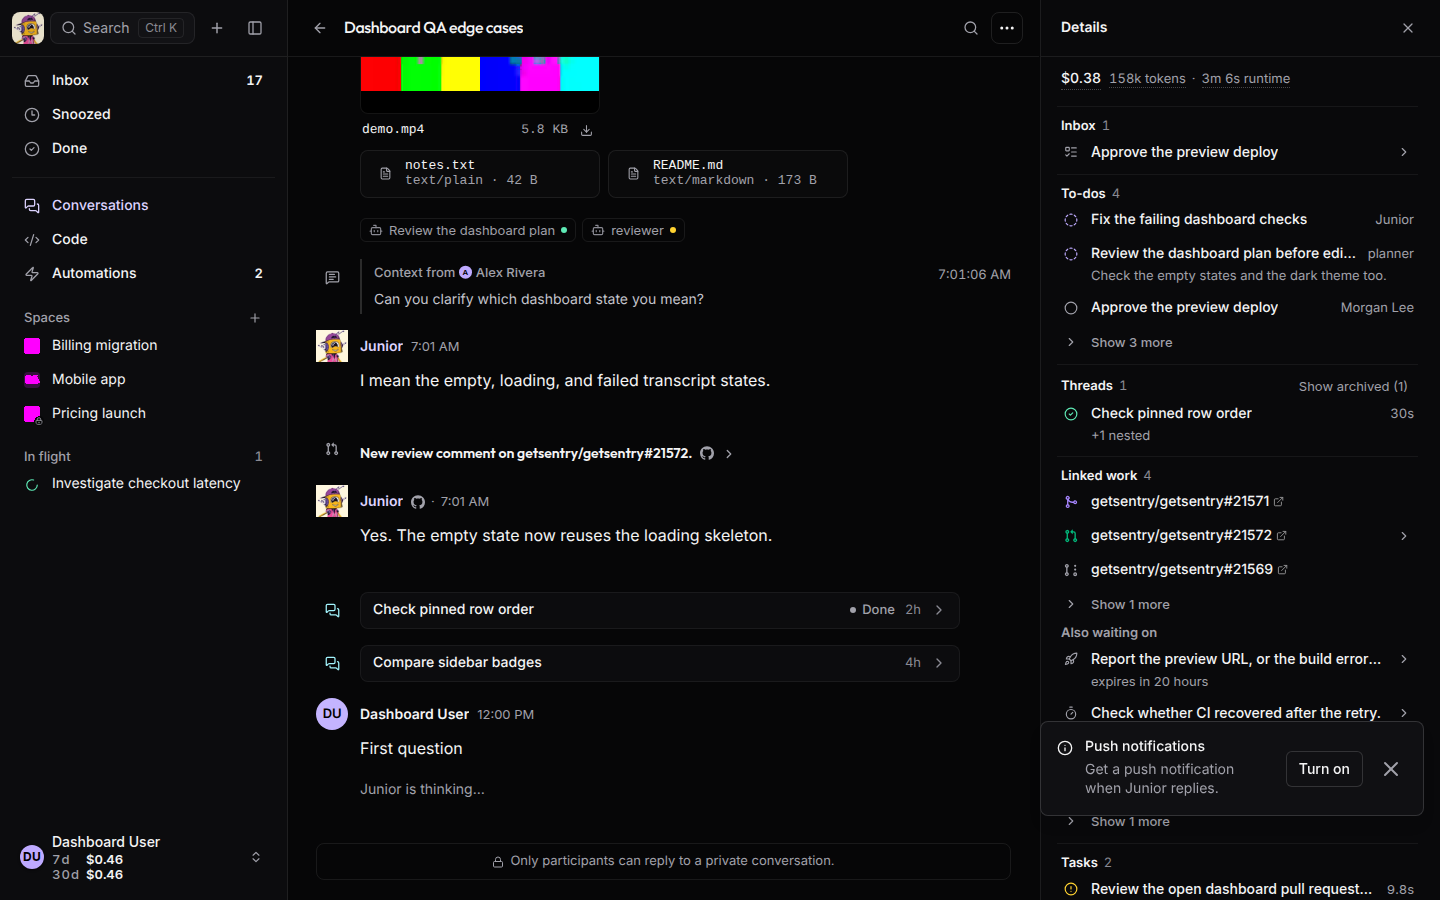 Search
Ctrl K
Inbox
17
Snoozed
Done
Conversations
Code
Automations
2
Spaces
Billing migration
Mobile app
Pricing launch
In flight
1
Investigate checkout latency
Dashboard User
7d $0.46
30d $0.46
DU
Dashboard QA edge cases
demo.mp4
5.8 KB
notes.txt
text/plain · 42 B
README.md
text/markdown · 173 B
Review the dashboard plan
reviewer
Context from A Alex Rivera
7:01:06 AM
Can you clarify which dashboard state you mean?
Junior 7:01 AM
I mean the empty, loading, and failed transcript states.
New review comment on getsentry/getsentry#21572.
Junior · 7:01 AM
Yes. The empty state now reuses the loading skeleton.
Check pinned row order
Done 2h
Compare sidebar badges
4h
DU
Dashboard User 12:00 PM
First question
Junior is thinking...
Only participants can reply to a private conversation.
Details
$0.38 158k tokens · 3m 6s runtime
Inbox 1
Approve the preview deploy
To-dos 4
Fix the failing dashboard checks
Junior
Review the dashboard plan before edi...
planner
Check the empty states and the dark theme too.
Approve the preview deploy
Morgan Lee
Show 3 more
Threads 1
Show archived (1)
Check pinned row order
30s
+1 nested
Linked work 4
getsentry/getsentry#21571
getsentry/getsentry#21572
getsentry/getsentry#21569
Show 1 more
Also waiting on
Report the preview URL, or the build error...
expires in 20 hours
Check whether CI recovered after the retry.
Push notifications
Get a push notification
when Junior replies.
Turn on
Show 1 more
Tasks 2
Review the open dashboard pull request...
9.8s